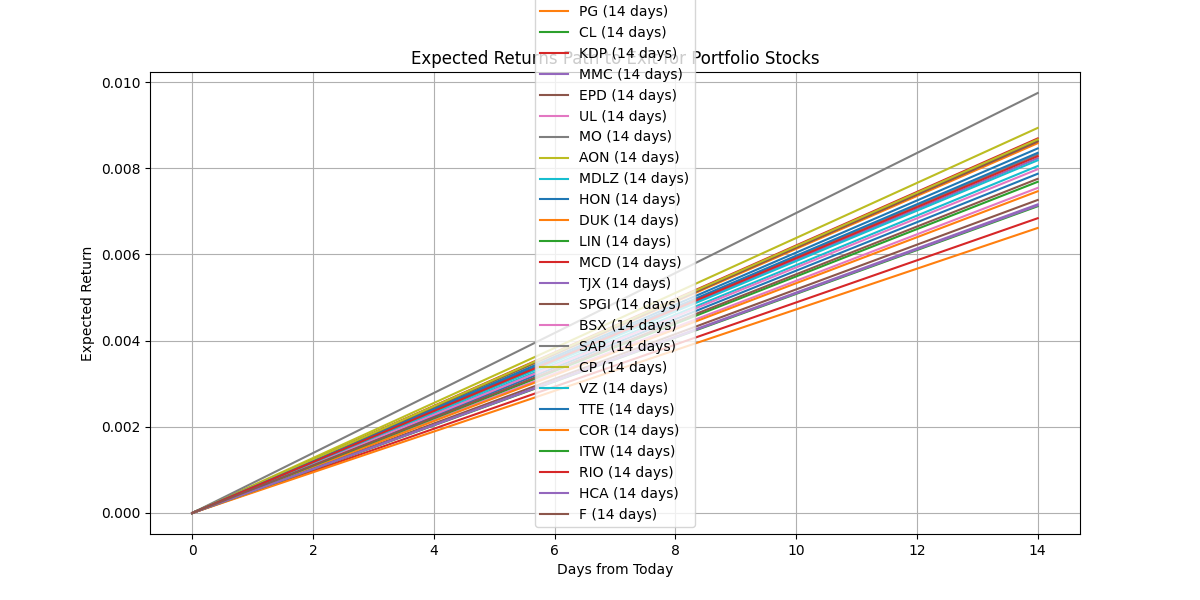 PG (14 days)
CL (14 days)
KDP (14 days)
Expected Returns Path to Exit for Portfolio Stocks
MMC (14 days)
EPD (14 days)
UL (14 days)
MO (14 days)
AON (14 days)
MDLZ (14 days)
HON (14 days)
DUK (14 days)
LIN (14 days)
MCD (14 days)
TJX (14 days)
SPGI (14 days)
BSX (14 days)
SAP (14 days)
CP (14 days)
VZ (14 days)
TTE (14 days)
COR (14 days)
ITW (14 days)
RIO (14 days)
HCA (14 days)
F (14 days)
0.010
0.008
0.006
0.004
0.002
0.000
Expected Return
0 2 4 6 8 10 12 14
Days from Today